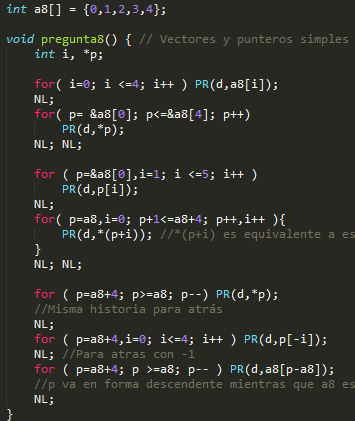 int a8[] = {0,1,2,3,4};
void pregunta8() { // Vectores y punteros simples
int i, *p;
for( i=0; i <=4; i++ ) PR(d,a8[i]);
NL;
for( p= &a8[0]; p<=&a8[4]; p++)
PR(d,*p);
NL; NL;
for ( p=&a8[0],i=1; i <=5; i++ )
PR(d,p[i]);
NL;
for( p=a8,i=0; p+1<=a8+4; p++,i++ ){
PR(d,*(p+i)); //*(p+i) es equivalente a es
}
NL; NL;
for ( p=a8+4; p>=a8; p--) PR(d,*p);
//Misma historia para atrás
NL;
for ( p=a8+4,i=0; i<=4; i++ ) PR(d,p[-i]);
NL; //Para atras con -1
for ( p=a8+4; p >=a8; p-- ) PR(d,a8[p-a8]);
//p va en forma descendente mientras que a8 es
NL;
}